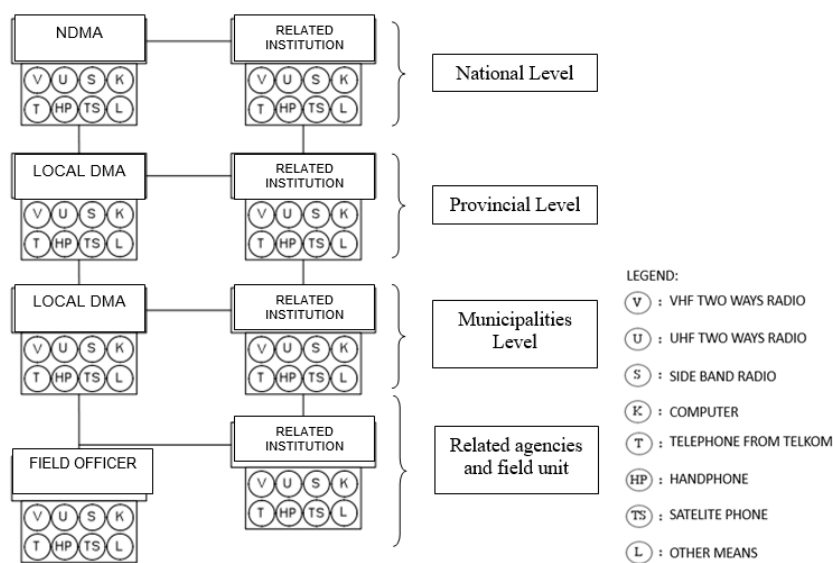 NDMA
RELATED
INSTITUTION
V U S K
T HP TS L
V U S K
T HP TS L
National Level
LOCAL DMA
RELATED
INSTITUTION
V U S K
T HP TS L
V U S K
T HP TS L
Provincial Level
LOCAL DMA
RELATED
INSTITUTION
V U S K
T HP TS L
V U S K
T HP TS L
Municipalities
Level
FIELD OFFICER
RELATED
INSTITUTION
V U S K
T HP TS L
V U S K
T HP TS L
Related agencies
and field unit
LEGEND:
V : VHF TWO WAYS RADIO
U : UHF TWO WAYS RADIO
S : SIDE BAND RADIO
K : COMPUTER
T : TELEPHONE FROM TELKOM
HP : HANDPHONE
TS : SATELITE PHONE
L : OTHER MEANS